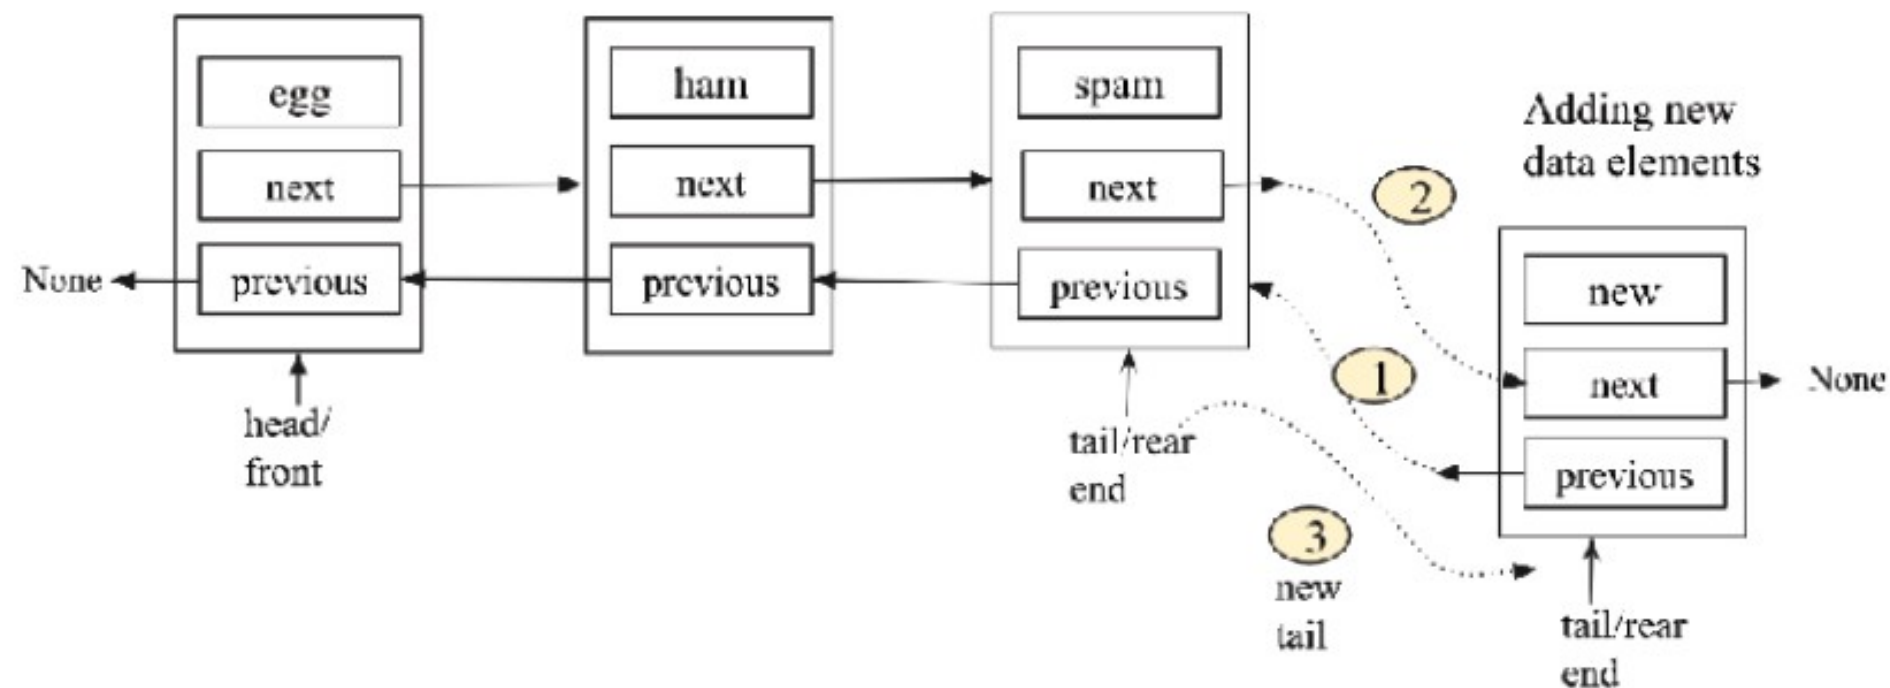 egg
next
previous
None
head/
front
ham
next
previous
spam
next
previous
tail/rear
end
2
1
3
new
tail
Adding new
data elements
new
next
previous
None
tail/rear
end